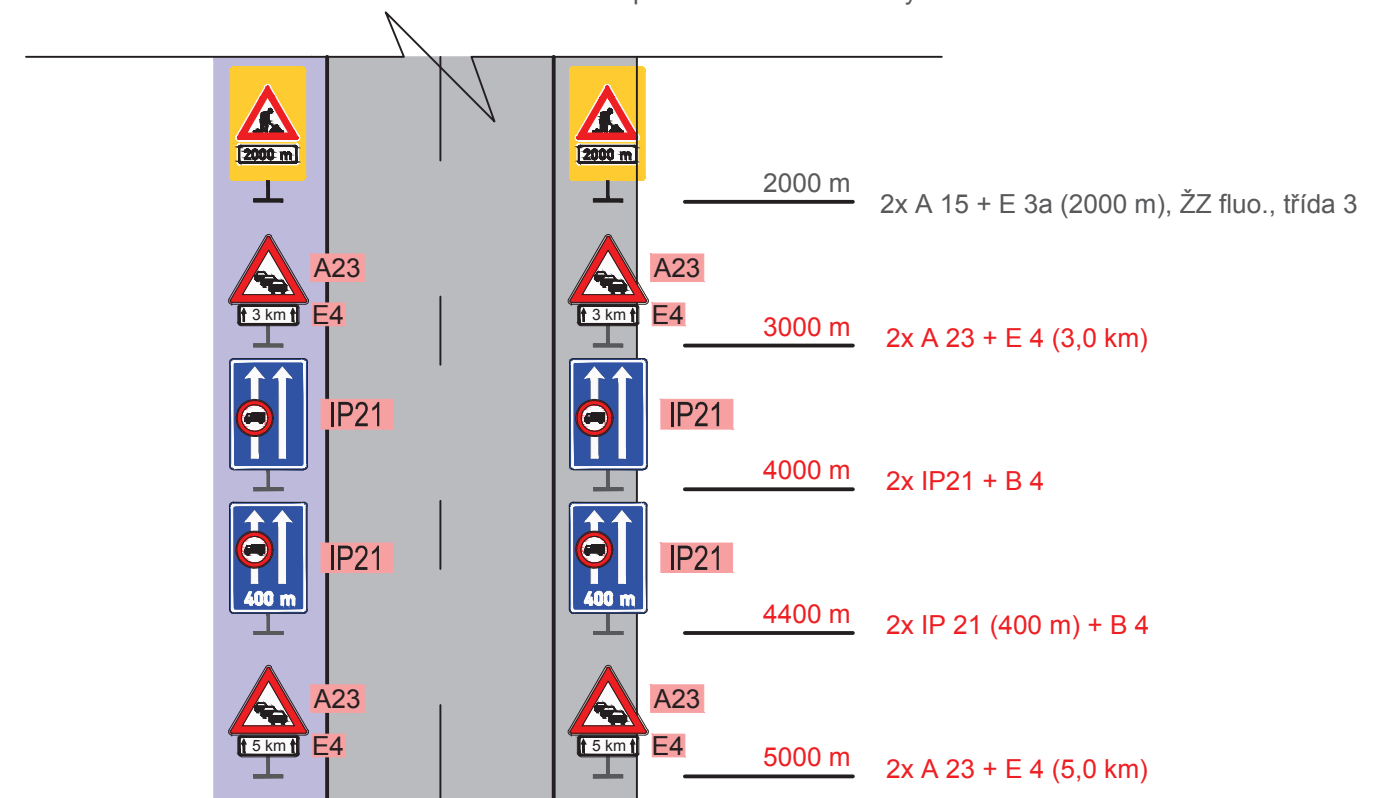 2000 m
2000 m
2000 m
2x A 15 + E 3a (2000 m), ŽZ fluo., třída 3
A23
A23
3 km
E4
3 km
E4
3000 m
2x A 23 + E 4 (3,0 km)
IP21
IP21
4000 m
2x IP21 + B 4
IP21
IP21
400 m
400 m
4400 m
2x IP 21 (400 m) + B 4
A23
A23
5 km
E4
5 km
E4
5000 m
2x A 23 + E 4 (5,0 km)